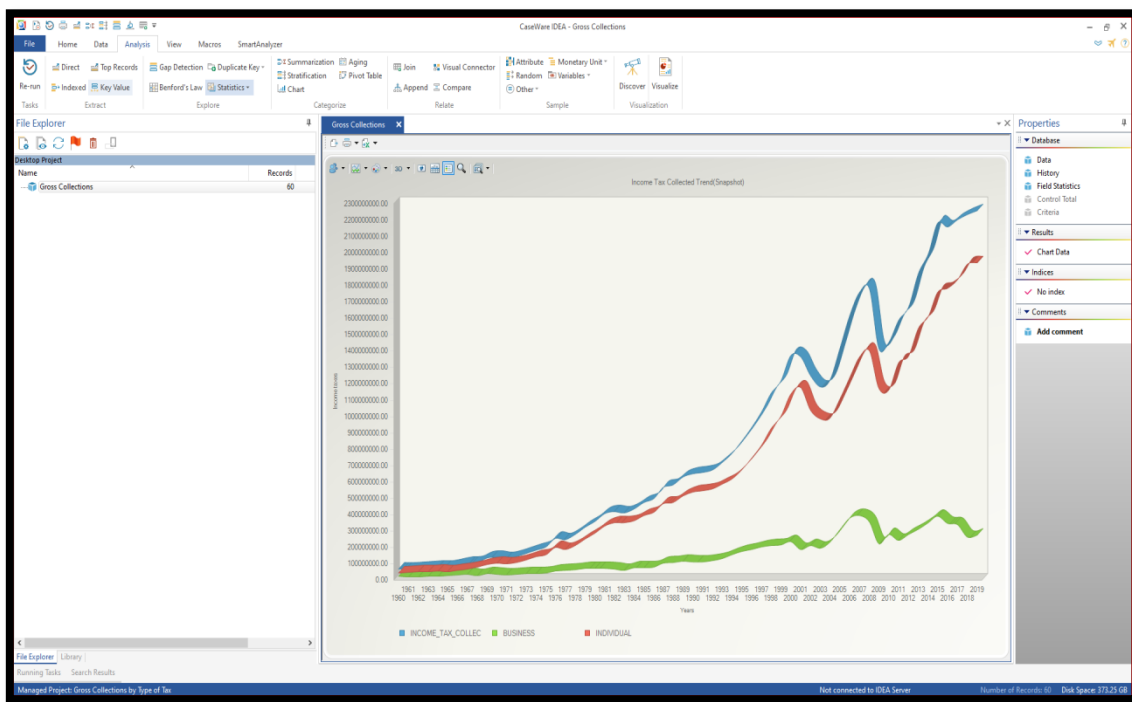 CaseWare IDEA - Gross Collections
File Home Data Analysis View Macros SmartAnalyzer
Re-run
Tasks
Direct Top Records
Indexed Key Value
Extract
Gap Detection Duplicate Key
Benford's Law Statistics
Explore
Summarization Aging
Stratification Pivot Table
Chart
Categorize
Join Visual Connector
Append Compare
Relate
Attribute Monetary Unit
Random Variables
Other
Sample
Discover Visualize
Visualization
File Explorer
Desktop Project
Name Records
Gross Collections 60
File Explorer Library
Running Tasks Search Results
Gross Collections X
3D
Income Tax Collected Trend(Snapshot)
2300000000.00
2200000000.00
2100000000.00
2000000000.00
1900000000.00
1800000000.00
1700000000.00
1600000000.00
1500000000.00
1400000000.00
1300000000.00
1200000000.00
1100000000.00
1000000000.00
900000000.00
800000000.00
700000000.00
600000000.00
500000000.00
400000000.00
300000000.00
200000000.00
100000000.00
0.00
1961 1963 1965 1967 1969 1971 1973 1975 1977 1979 1981 1983 1985 1987 1989 1991 1993 1995 1997 1999 2001 2003 2005 2007 2009 2011 2013 2015 2017 2019
1960 1962 1964 1966 1968 1970 1972 1974 1976 1978 1980 1982 1984 1986 1988 1990 1992 1994 1996 1998 2000 2002 2004 2006 2008 2010 2012 2014 2016 2018
Years
INCOME_TAX_COLLEC BUSINESS INDIVIDUAL
Properties
Database
Data
History
Field Statistics
Control Total
Criteria
Results
Chart Data
Indices
No index
Comments
Add comment
Managed Project: Gross Collections by Type of Tax Not connected to IDEA Server Number of Records: 60 Disk Space: 373.25 GB